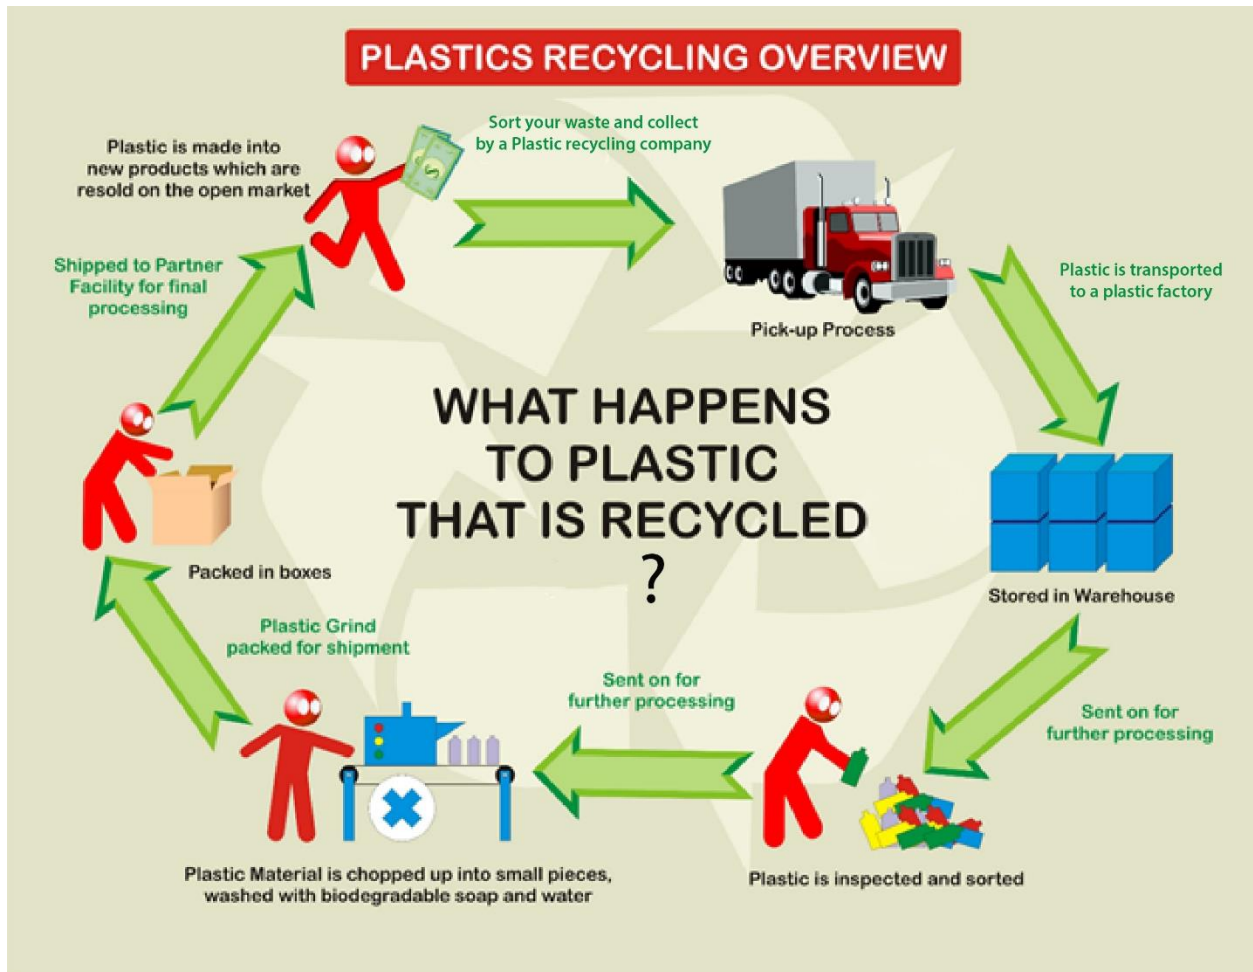 PLASTICS RECYCLING OVERVIEW
Sort your waste and collect
by a Plastic recycling company
Plastic is made into
new products which are
resold on the open market
Shipped to Partner
Facility for final
processing
Plastic is transported
to a plastic factory
Pick-up Process
WHAT HAPPENS
TO PLASTIC
THAT IS RECYCLED
?
Packed in boxes
Stored in Warehouse
Plastic Grind
packed for shipment
Sent on for
further processing
Sent on for
further processing
Plastic Material is chopped up into small pieces,
washed with biodegradable soap and water
Plastic is inspected and sorted